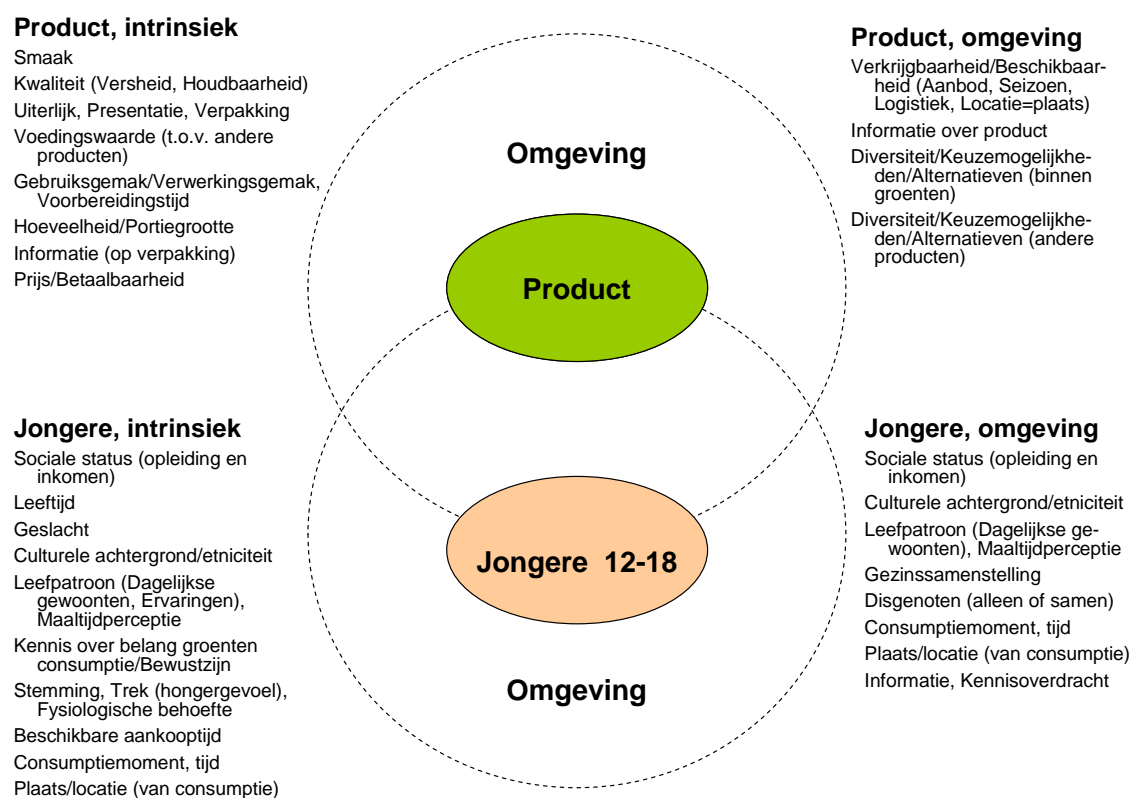 Product, intrinsiek
Smaak
Kwaliteit (Versheid, Houdbaarheid)
Uiterlijk, Presentatie, Verpakking
Voedingswaarde (t.o.v. andere
producten)
Gebruiksgemak/Verwerkingsgemak,
Voorbereidingstijd
Hoeveelheid/Portiegrootte
Informatie (op verpakking)
Prijs/Betaalbaarheid
Product, omgeving
Verkrijgbaarheid/Beschikbaar-
heid (Aanbod, Seizoen,
Logistiek, Locatie=plaats)
Informatie over product
Diversiteit/Keuzemogelijkhe-
den/Alternatieven (binnen
groenten)
Diversiteit/Keuzemogelijkhe-
den/Alternatieven (andere
producten)
Omgeving
Product
Jongere 12-18
Omgeving
Jongere, intrinsiek
Sociale status (opleiding en
inkomen)
Leeftijd
Geslacht
Culturele achtergrond/etniciteit
Leefpatroon (Dagelijkse
gewoonten, Ervaringen),
Maaltijdperceptie
Kennis over belang groenten
consumptie/Bewustzijn
Stemming, Trek (hongergevoel),
Fysiologische behoefte
Beschikbare aankooptijd
Consumptiemoment, tijd
Plaats/locatie (van consumptie)
Jongere, omgeving
Sociale status (opleiding en
inkomen)
Culturele achtergrond/etniciteit
Leefpatroon (Dagelijkse ge-
woonten), Maaltijdperceptie
Gezinssamenstelling
Disgenoten (alleen of samen)
Consumptiemoment, tijd
Plaats/locatie (van consumptie)
Informatie, Kennisoverdracht